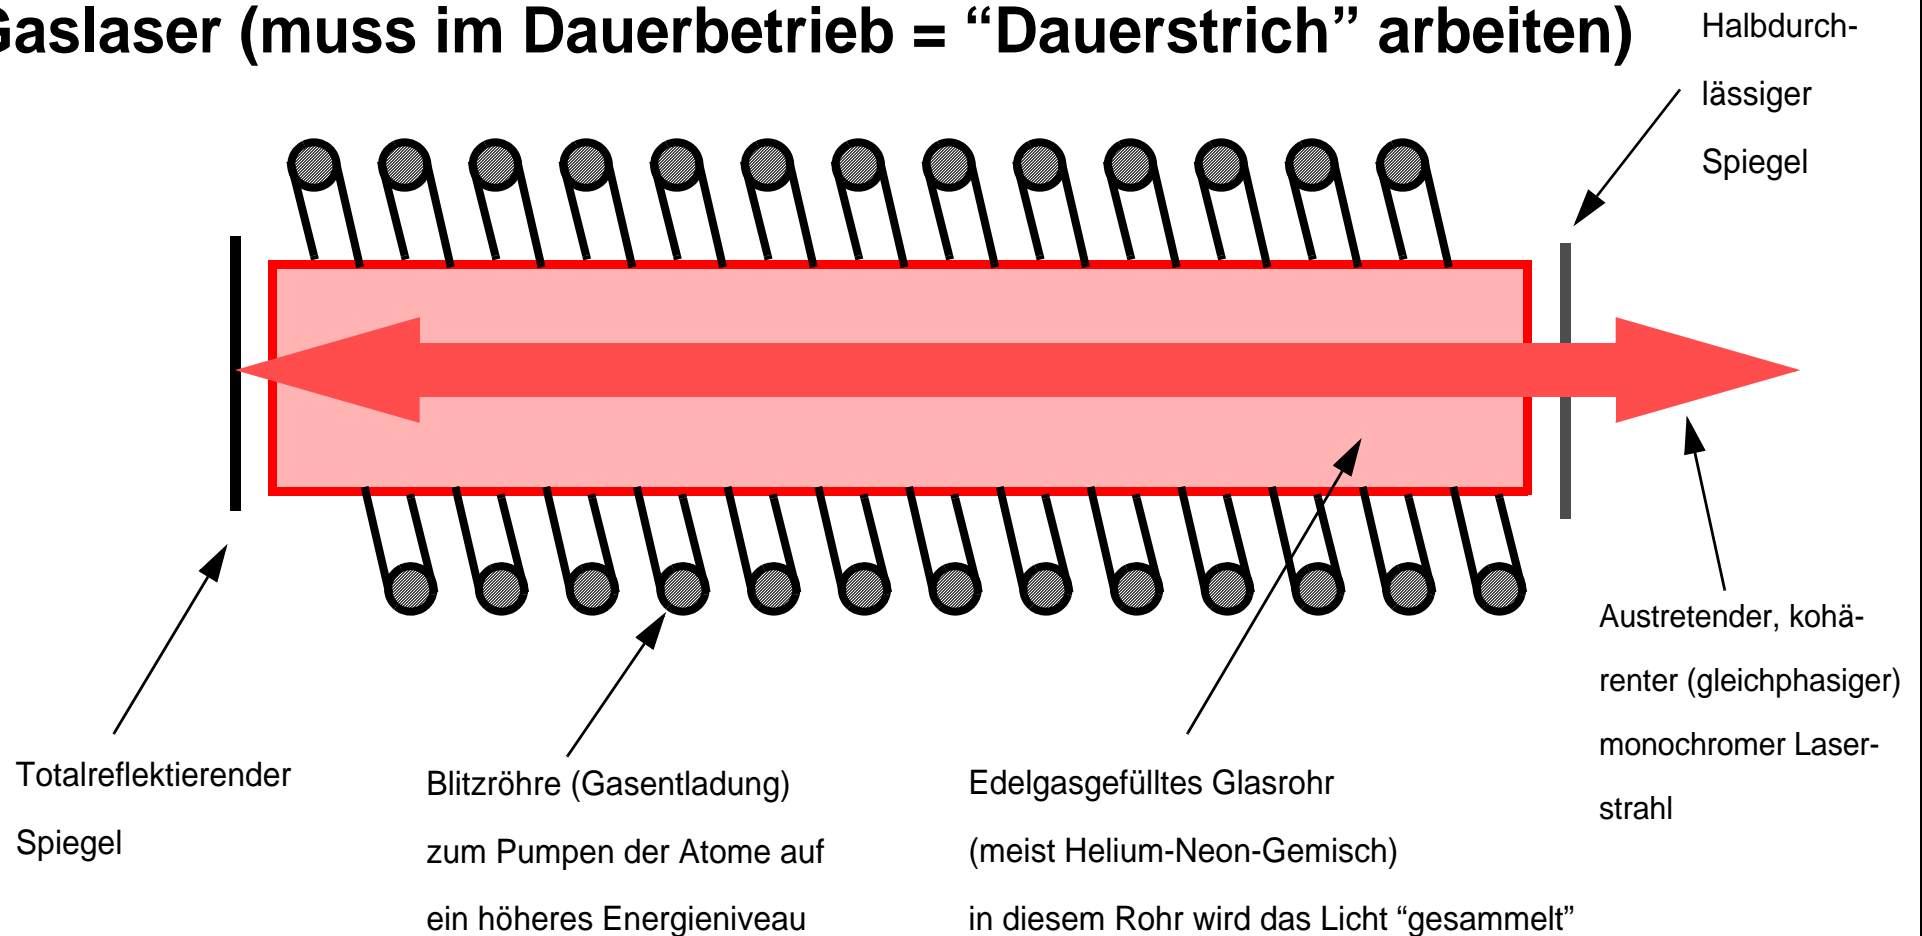 Gaslaser (muss im Dauerbetrieb = “Dauerstrich” arbeiten)
Halbdurch-
lässiger
Spiegel
Totalreflektierender
Spiegel
Blitzröhre (Gasentladung)
zum Pumpen der Atome auf
ein höheres Energieniveau
Edelgasgefülltes Glasrohr
(meist Helium-Neon-Gemisch)
in diesem Rohr wird das Licht “gesammelt”
Austretender, kohä-
renter (gleichphasiger)
monochromer Laser-
strahl